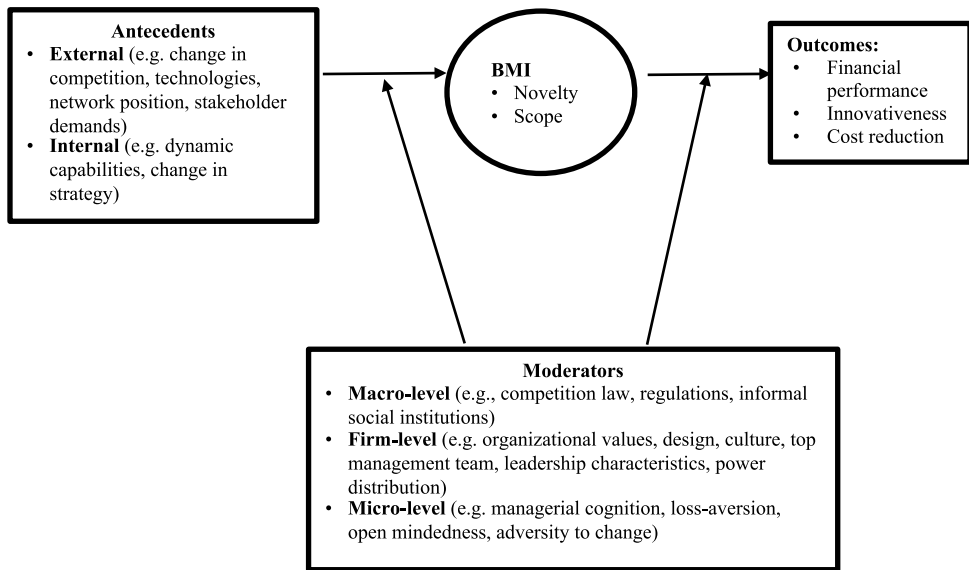 Antecedents
• External (e.g. change in
competition, technologies,
network position, stakeholder
demands)
• Internal (e.g. dynamic
capabilities, change in
strategy)
BMI
• Novelty
• Scope
Outcomes:
• Financial
performance
• Innovativeness
• Cost reduction
Moderators
• Macro-level (e.g., competition law, regulations, informal
social institutions)
• Firm-level (e.g. organizational values, design, culture, top
management team, leadership characteristics, power
distribution)
• Micro-level (e.g. managerial cognition, loss-aversion,
open mindedness, adversity to change)